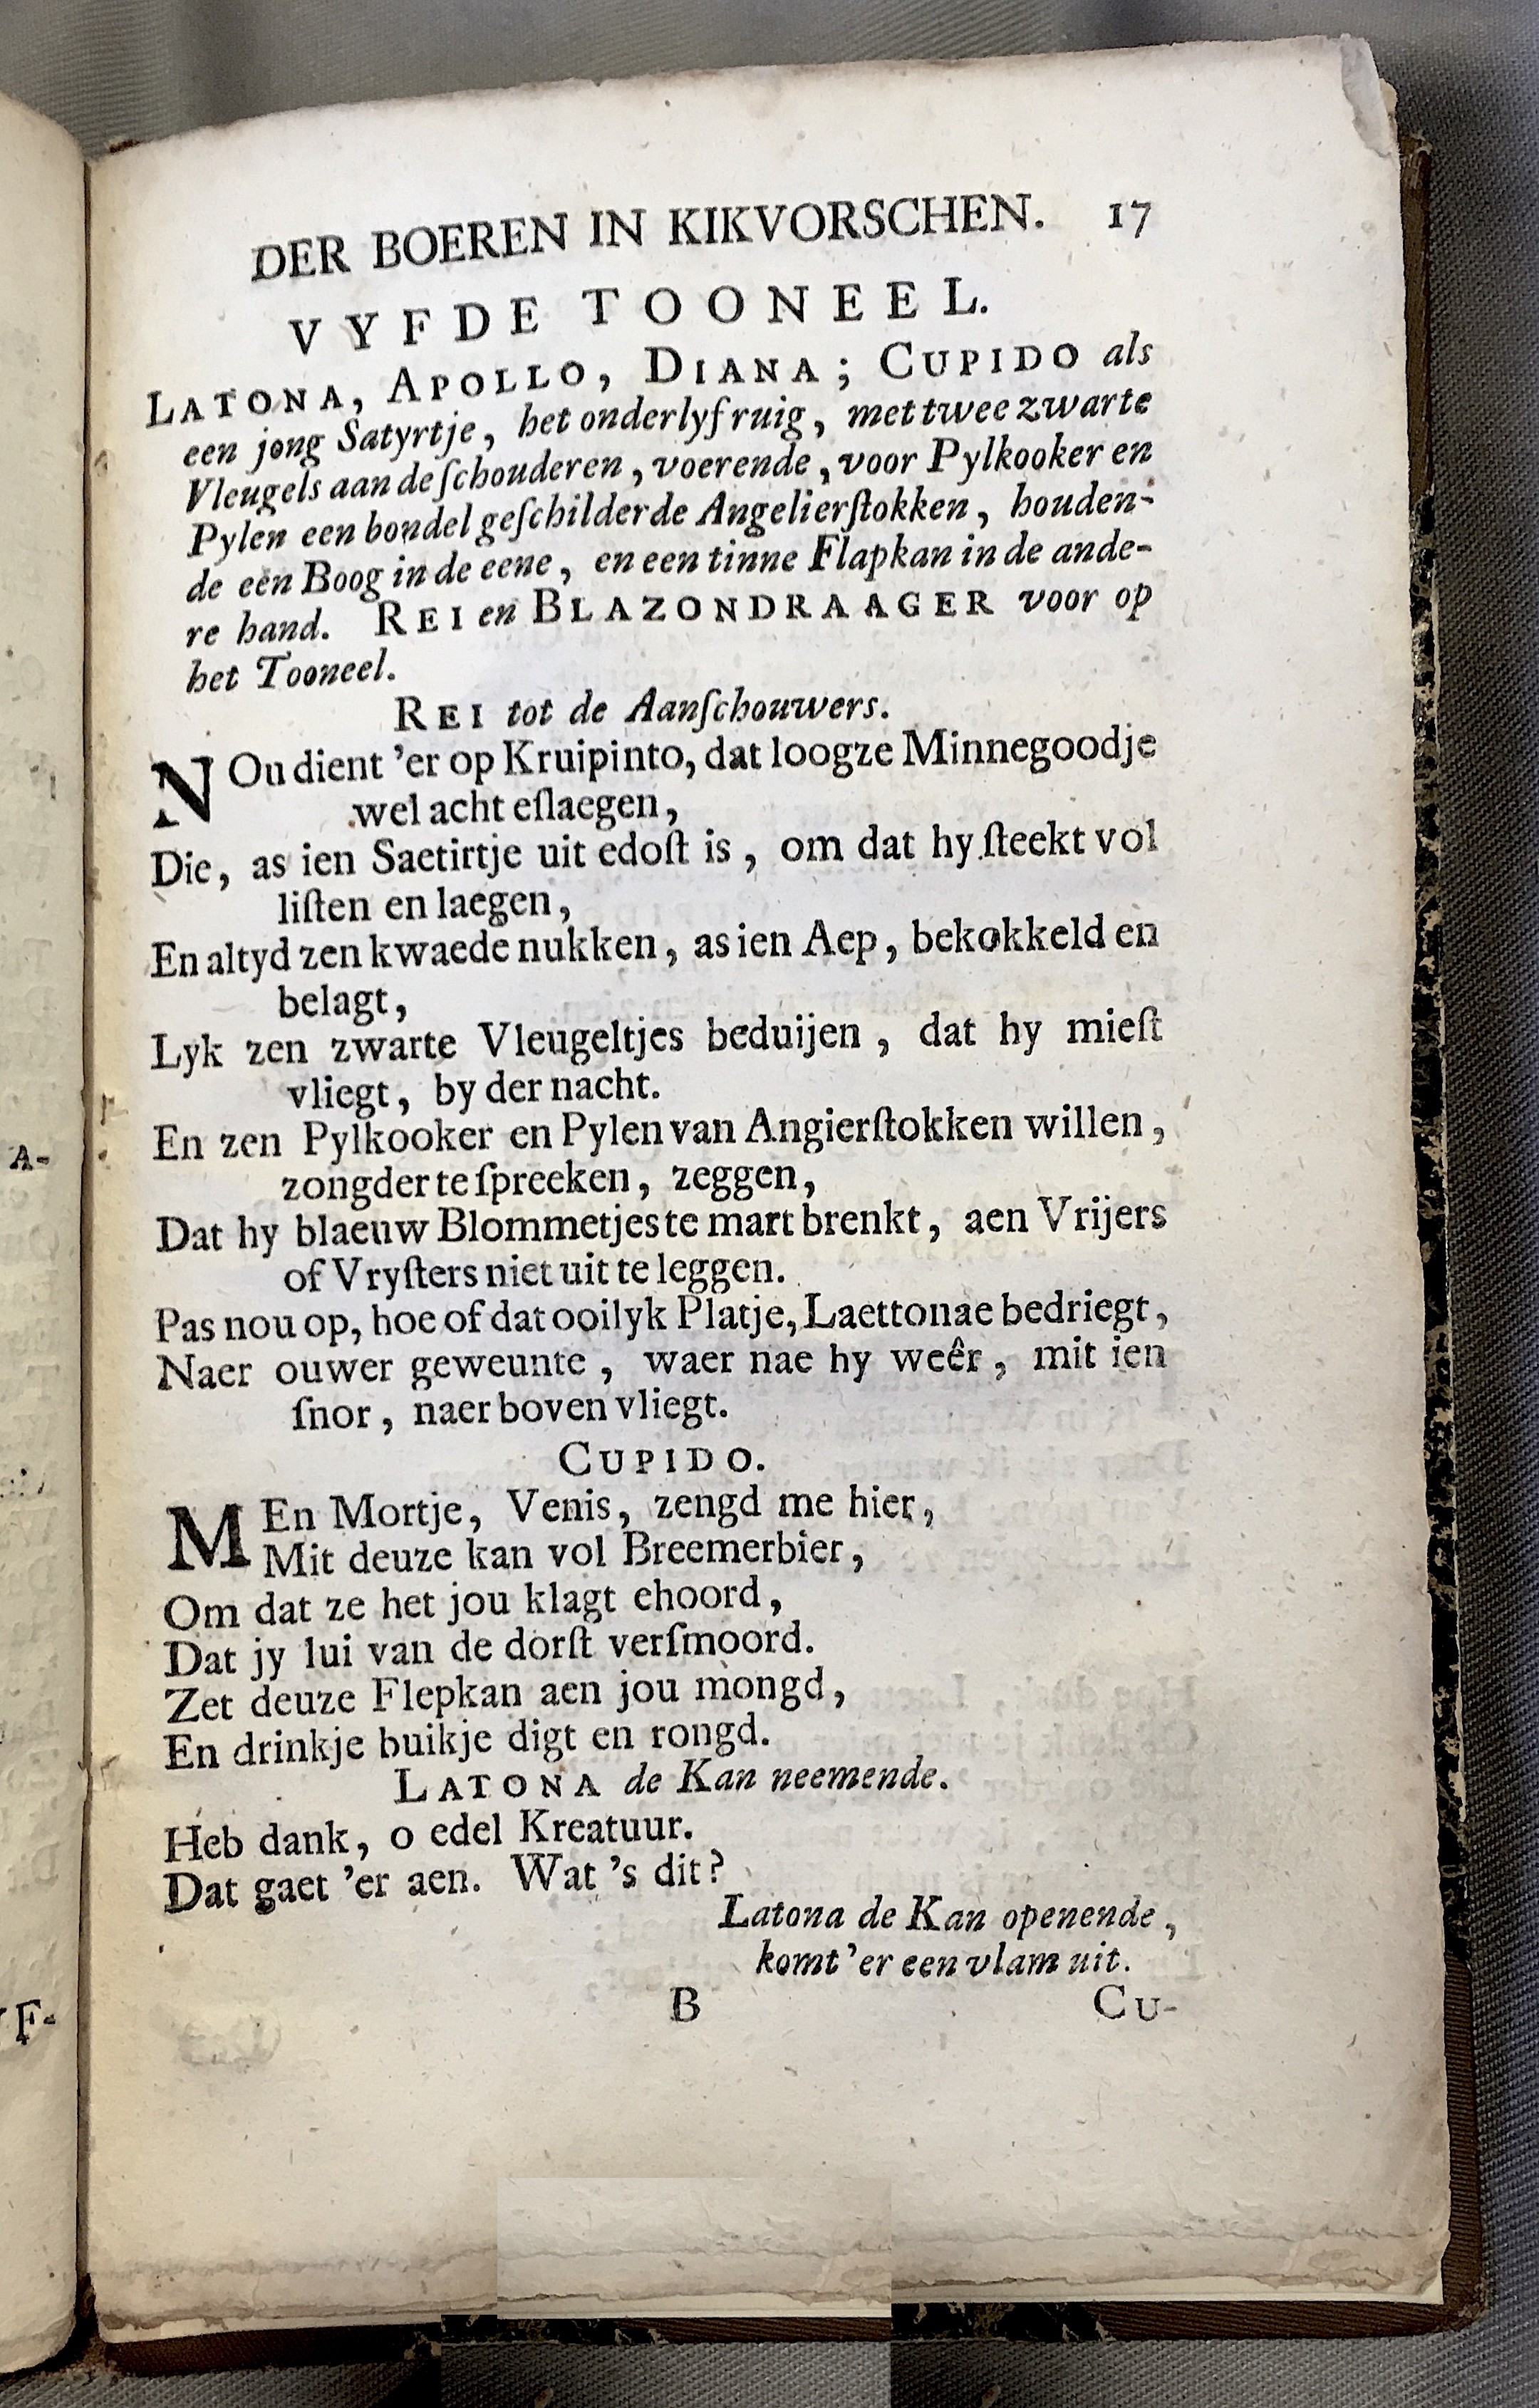 DER BOEREN IN KIKVORSCHEN. 17
VYFDE TOONEEL.
LATONA, APOLLO, DIANA; CUPIDO als
een jong Satyrtje, het onderlyf ruig, met twee zwarte
Vleugels aan de ſchouderen, voerende, voor Pylkooker en
Pylen een bondel geſchilderde Angelierſtokken, houden-
de een Boog in de eene, en een tinne Flapkan in de ande-
re hand. REI en BLAZONDRAAGER voor op
het Tooneel.
REI tot de Aanſchouwers.
NOu dient 'er op Kruipinto, dat loogze Minnegoodje
wel acht eſlaegen,
Die, as ien Saetirtje uit edoſt is, om dat hy ſteekt vol
liſten en laegen,
En altyd zen kwaede nukken, as ien Aep, bekokkeld en
belagt,
Lyk zen zwarte Vleugeltjes beduijen, dat hy mieſt
vliegt, by der nacht.
En zen Pylkooker en Pylen van Angierſtokken willen,
zongder te ſpreeken, zeggen,
Dat hy blaeuw Blommetjes te mart brenkt, aen Vrijers
of Vryſters niet uit te leggen.
Pas nou op, hoe of dat ooilyk Platje, Laettonae bedriegt,
Naer ouwer geweunte, waer nae hy weêr, mit ien
ſnor, naer boven vliegt.
CUPIDO.
MEn Mortje, Venis, zengd me hier,
Mit deuze kan vol Breemerbier,
Om dat ze het jou klagt ehoord,
Dat jy lui van de dorſt verſmoord.
Zet deuze Flepkan aen jou mongd,
En drinkje buikje digt en rongd.
LATONA de Kan neemende.
Heb dank, o edel Kreatuur.
Dat gaet 'er aen. Wat 's dit?
Latona de Kan openende,
komt 'er een vlam uit.
B CU-
A-
F-